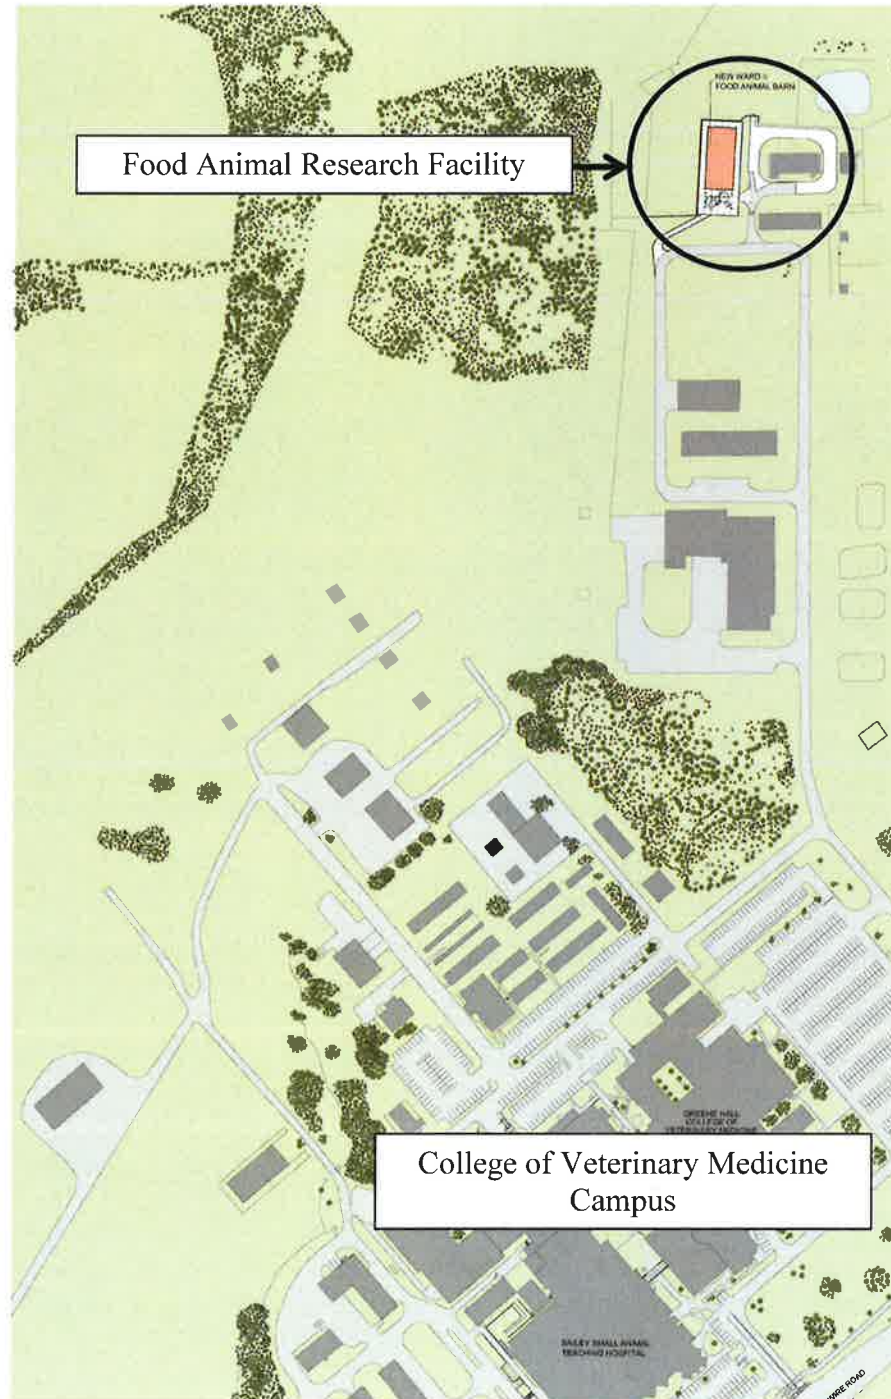 NEW WARD &
FOOD ANIMAL BARN
Food Animal Research Facility
GREENE HALL
COLLEGE OF
VETERINARY MEDICINE
College of Veterinary Medicine
Campus
BAILEY SMALL ANIMAL
TEACHING HOSPITAL
ROAD